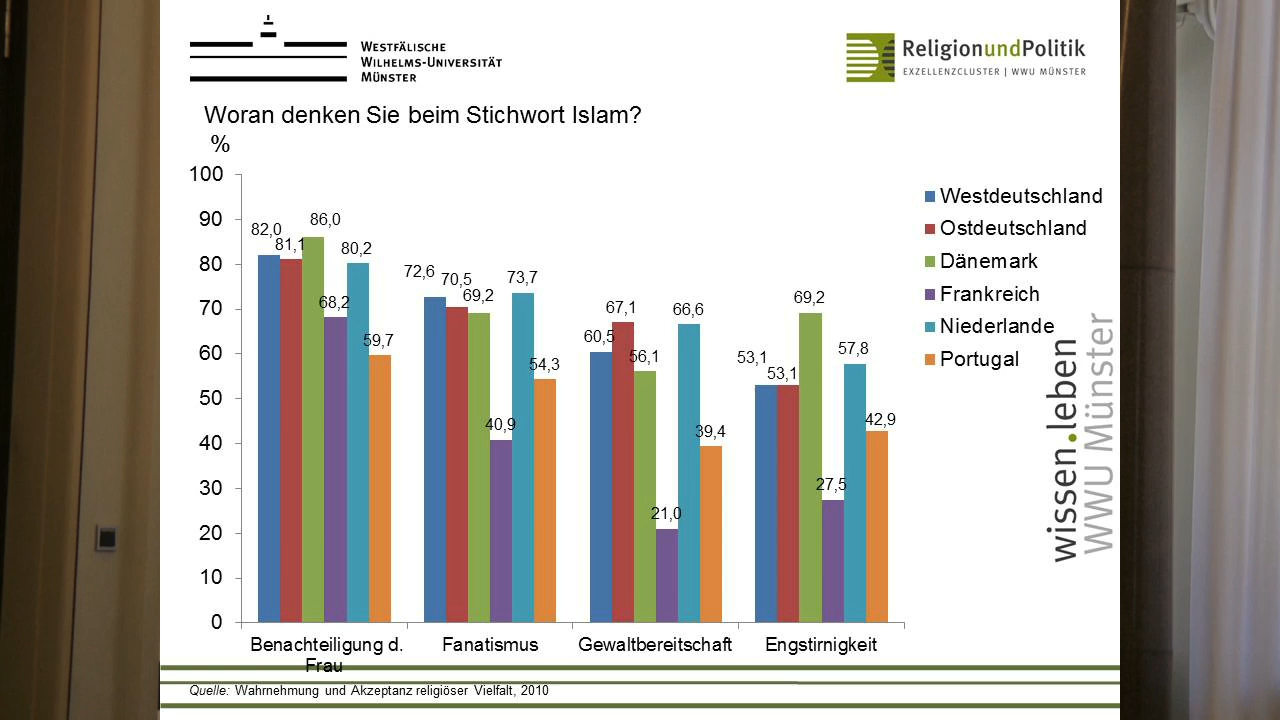 WESTFÄLISCHE
WILHELMS-UNIVERSITÄT
MÜNSTER
ReligionundPolitik
EXZELLENZCLUSTER | WWU MÜNSTER
Woran denken Sie beim Stichwort Islam?
%
100
90
80
70
60
50
40
30
20
10
0
82,0
81,1
86,0
68,2
80,2
59,7
72,6
70,5
69,2
40,9
73,7
54,3
60,5
67,1
56,1
21,0
66,6
39,4
53,1
53,1
69,2
27,5
57,8
42,9
Benachteiligung d.
Frau
Fanatismus
Gewaltbereitschaft
Engstirnigkeit
Westdeutschland
Ostdeutschland
Dänemark
Frankreich
Niederlande
Portugal
wissen.leben
WWU Münster
Quelle: Wahrnehmung und Akzeptanz religiöser Vielfalt, 2010